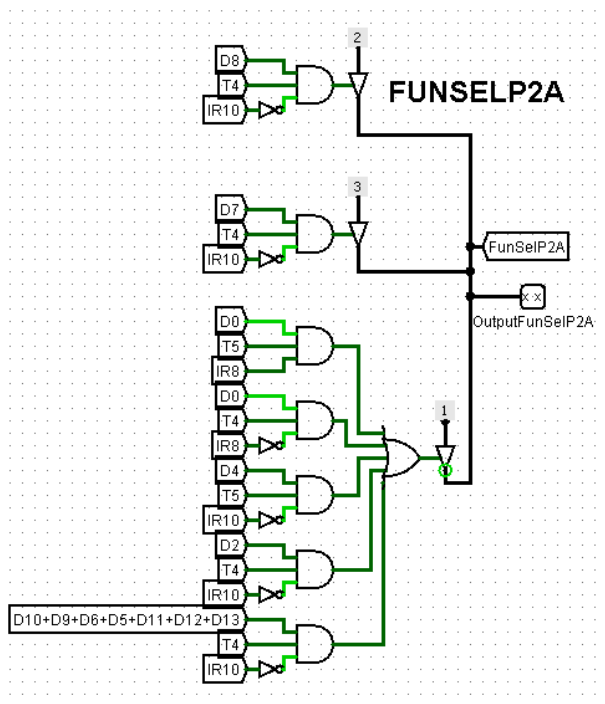 2
D8
T4
IR10
FUNSELP2A
3
D7
T4
IR10
FunSelP2A
x x
OutputFunSelP2A
D0
T5
IR8
D0
T4
IR8
1
D4
T5
IR10
D2
T4
IR10
D10+D9+D6+D5+D11+D12+D13
T4
IR10